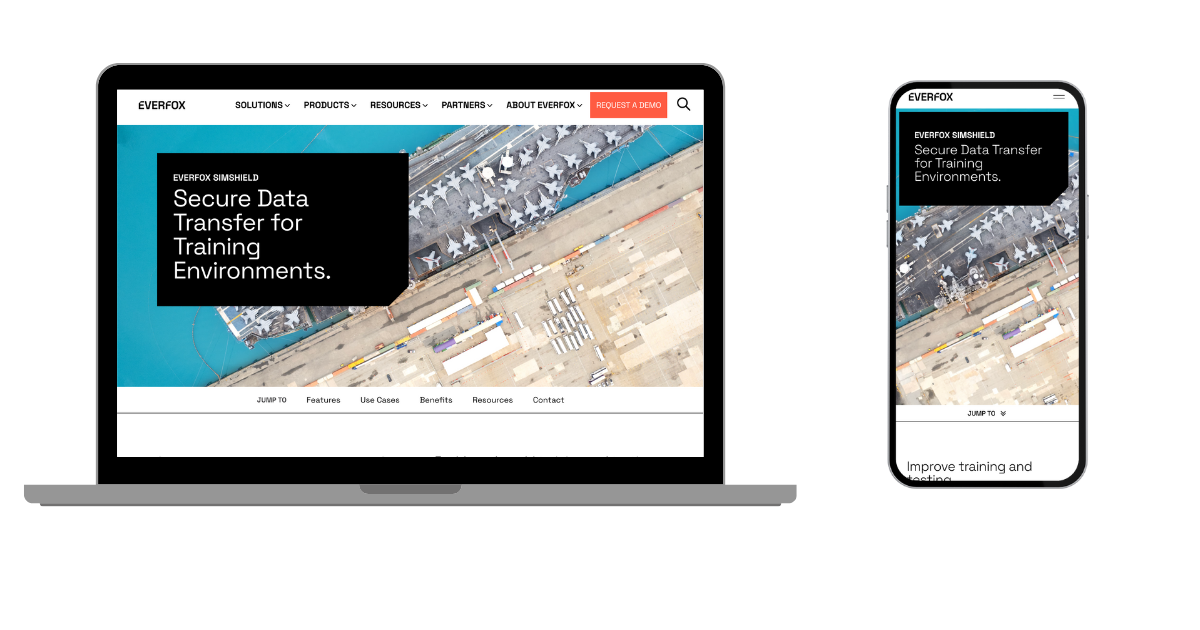 EVERFOX
SOLUTIONS
PRODUCTS
RESOURCES
PARTNERS
ABOUT EVERFOX
REQUEST A DEMO
EVERFOX SIMSHIELD
Secure Data
Transfer for
Training
Environments.
JUMP TO
Features
Use Cases
Benefits
Resources
Contact
EVERFOX
EVERFOX SIMSHIELD
Secure Data Transfer
for Training
Environments.
JUMP TO
Improve training and
testing